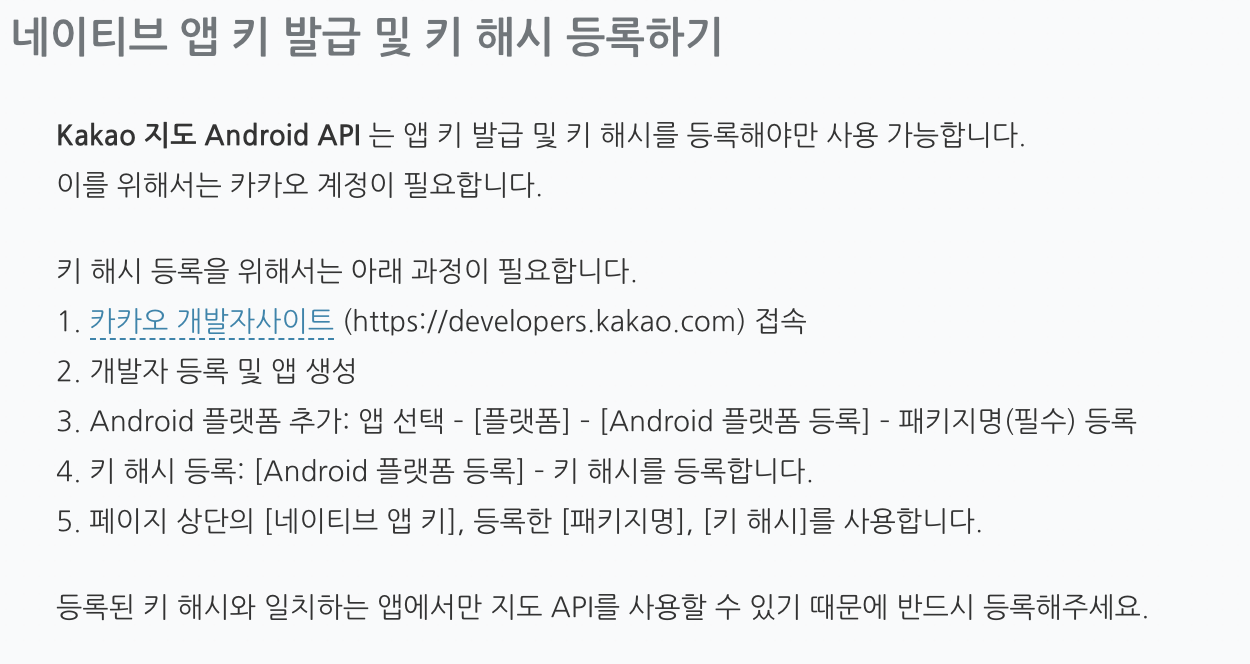 네이티브 앱 키 발급 및 키 해시 등록하기
Kakao 지도 Android API 는 앱 키 발급 및 키 해시를 등록해야만 사용 가능합니다.
이를 위해서는 카카오 계정이 필요합니다.
키 해시 등록을 위해서는 아래 과정이 필요합니다.
1. 카카오 개발자사이트 (https://developers.kakao.com) 접속
2. 개발자 등록 및 앱 생성
3. Android 플랫폼 추가: 앱 선택 - [플랫폼] - [Android 플랫폼 등록] - 패키지명(필수) 등록
4. 키 해시 등록: [Android 플랫폼 등록] - 키 해시를 등록합니다.
5. 페이지 상단의 [네이티브 앱 키], 등록한 [패키지명], [키 해시]를 사용합니다.
등록된 키 해시와 일치하는 앱에서만 지도 API를 사용할 수 있기 때문에 반드시 등록해주세요.